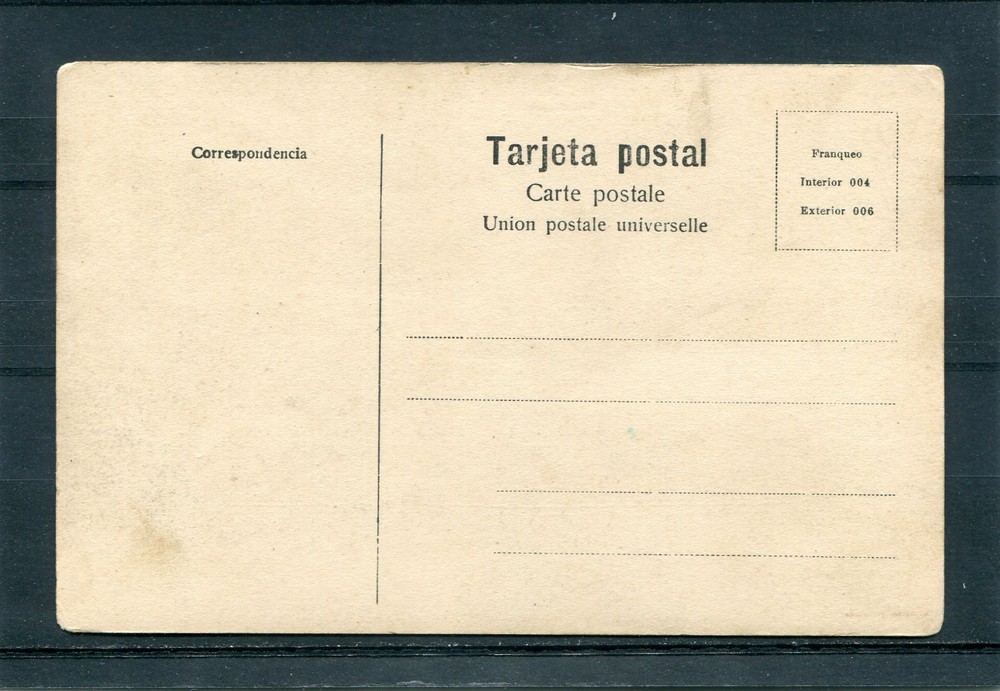 Correspondencia
Tarjeta postal
Carte postale
Union postale universelle
Franqueo
Interior 004
Exterior 006